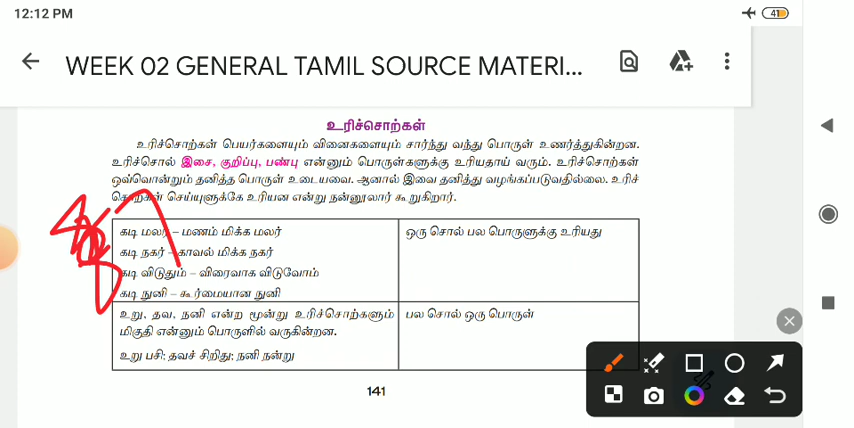 12:12 PM
41
WEEK 02 GENERAL TAMIL SOURCE MATERI...
உரிச்சொற்கள்
உரிச்சொற்கள் பெயர்களையும் வினைகளையும் சார்ந்து வந்து பொருள் உணர்த்துகின்றன.
உரிச்சொல் இசை, குறிப்பு, பண்பு என்னும் பொருள்களுக்கு உரியதாய் வரும். உரிச்சொற்கள்
ஒவ்வொன்றும் தனித்த பொருள் உடையவை. ஆனால் இவை தனித்து வழங்கப்படுவதில்லை. உரிச்
சொற்கள் செய்யுளுக்கே உரியன என்று நன்னூலார் கூறுகிறார்.
கடி மலர் – மணம் மிக்க மலர்
கடி நகர் – காவல் மிக்க நகர்
கடி விடுதும் – விரைவாக விடுவோம்
கடி நுனி – கூர்மையான நுனி
ஒரு சொல் பல பொருளுக்கு உரியது
உறு, தவ, நனி என்ற மூன்று உரிச்சொற்களும்
மிகுதி என்னும் பொருளில் வருகின்றன.
உறு பசி; தவச் சிறிது; நனி நன்று
பல சொல் ஒரு பொருள்
141